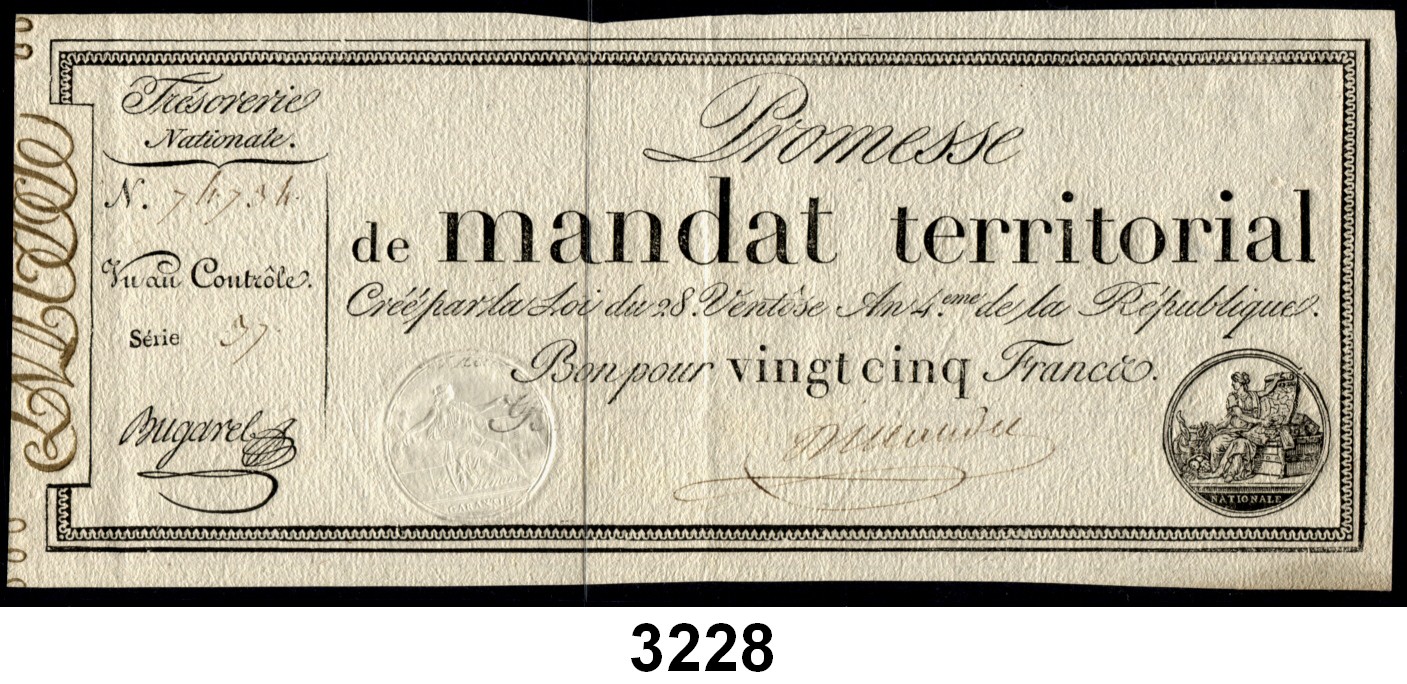 Trésorerie
Nationale.
N. 74734
Vu au Contrôle.
Série 37
Bugarel
Promesse
de mandat territorial
Créé par la Loi du 28. Ventôse An 4.eme de la République.
Bon pour vingt cinq Francs.
NATIONALE
3228